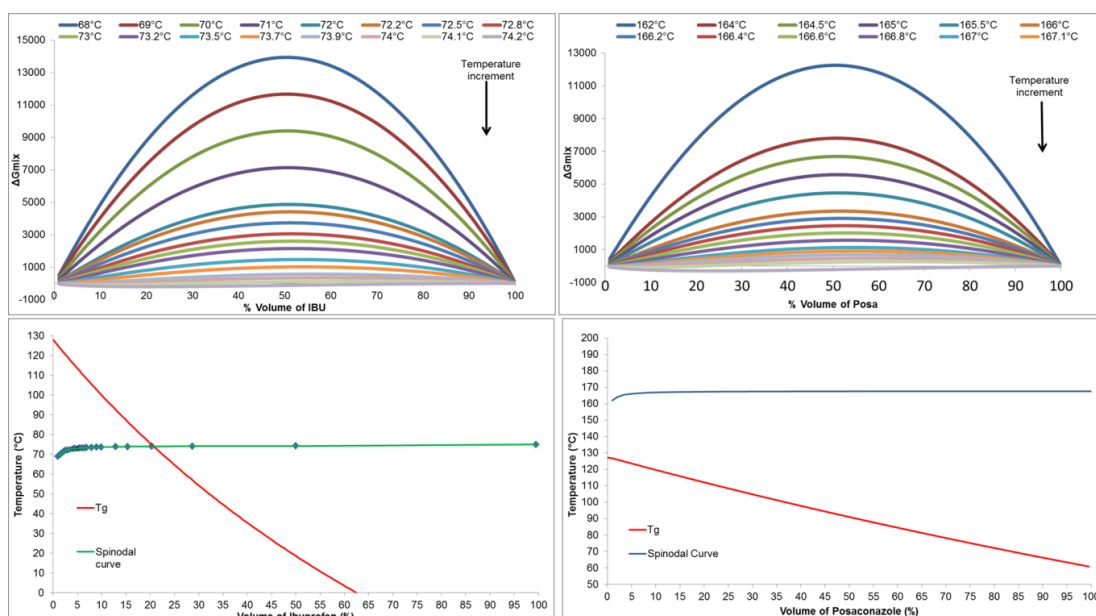 68°C 69°C 70°C 71°C 72°C 72.2°C 72.5°C 72.8°C
73°C 73.2°C 73.5°C 73.7°C 73.9°C 74°C 74.1°C 74.2°C
15000
13000
11000
9000
7000
5000
3000
1000
-1000
ΔGmix
Temperature
increment
0 10 20 30 40 50 60 70 80 90 100
% Volume of IBU
162°C 164°C 164.5°C 165°C 165.5°C 166°C
166.2°C 166.4°C 166.6°C 166.8°C 167°C 167.1°C
13000
11000
9000
7000
5000
3000
1000
-1000
ΔGmix
Temperature
increment
0 10 20 30 40 50 60 70 80 90 100
% Volume of Posa
130
120
110
100
90
80
70
60
50
40
30
20
10
0
Temperature (°C)
Tg
Spinodal
curve
0 5 10 15 20 25 30 35 40 45 50 55 60 65 70 75 80 85 90 95 100
Volume of Ibuprofen (%)
200
190
180
170
160
150
140
130
120
110
100
90
80
70
60
50
Temperature (°C)
Tg
Spinodal Curve
0 5 10 15 20 25 30 35 40 45 50 55 60 65 70 75 80 85 90 95 100
Volume of Posaconazole (%)